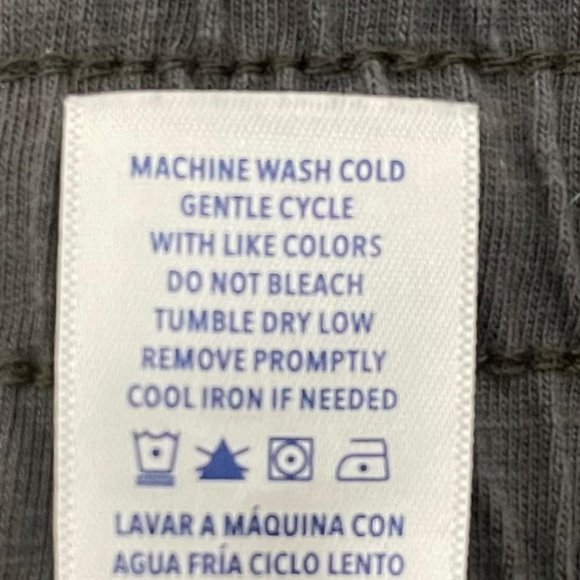 MACHINE WASH COLD
GENTLE CYCLE
WITH LIKE COLORS
DO NOT BLEACH
TUMBLE DRY LOW
REMOVE PROMPTLY
COOL IRON IF NEEDED
LAVAR A MÁQUINA CON
AGUA FRÍA CICLO LENTO